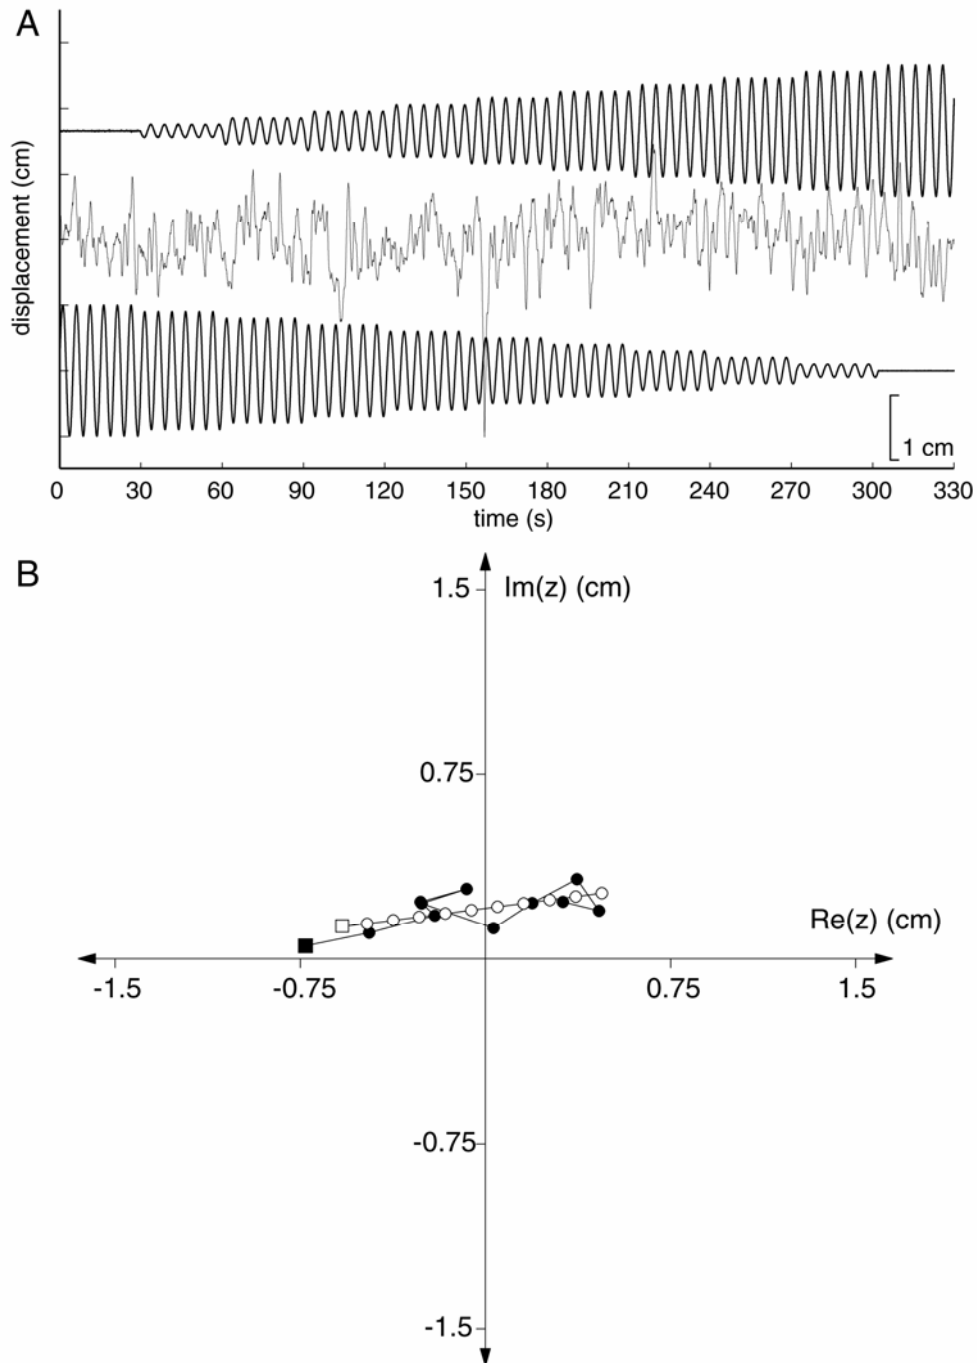 A
displacement (cm)
1 cm
0 30 60 90 120 150 180 210 240 270 300 330
time (s)
B
1.5 Im(z) (cm)
0.75
Re(z) (cm)
-1.5 -0.75 0.75 1.5
-0.75
-1.5